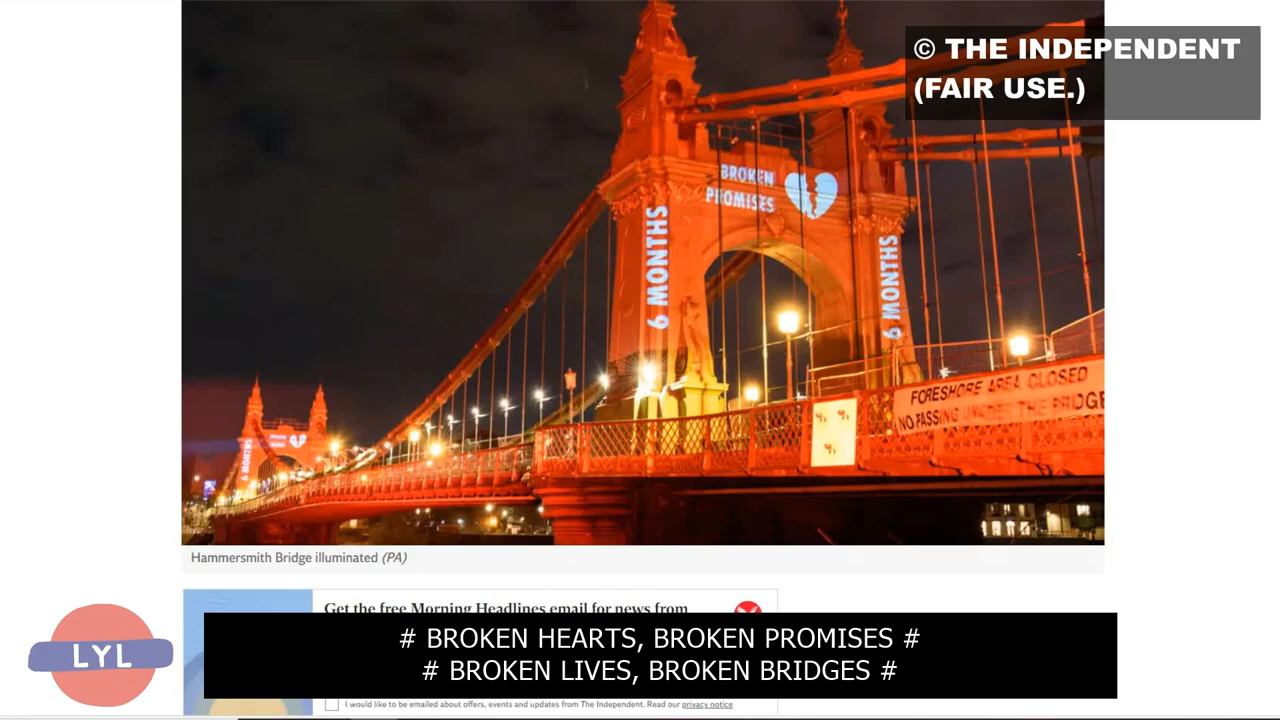 © THE INDEPENDENT
(FAIR USE.)
BROKEN
PROMISES
6 MONTHS
6 MONTHS
6 MONTHS
FORESHORE AREA CLOSED
NO PASSING UNDER THE BRIDGE
Hammersmith Bridge illuminated (PA)
Get the free Morning Headlines email for news from
# BROKEN HEARTS, BROKEN PROMISES #
# BROKEN LIVES, BROKEN BRIDGES #
LYL
I would like to be emailed about offers, events and updates from The Independent. Read our privacy notice